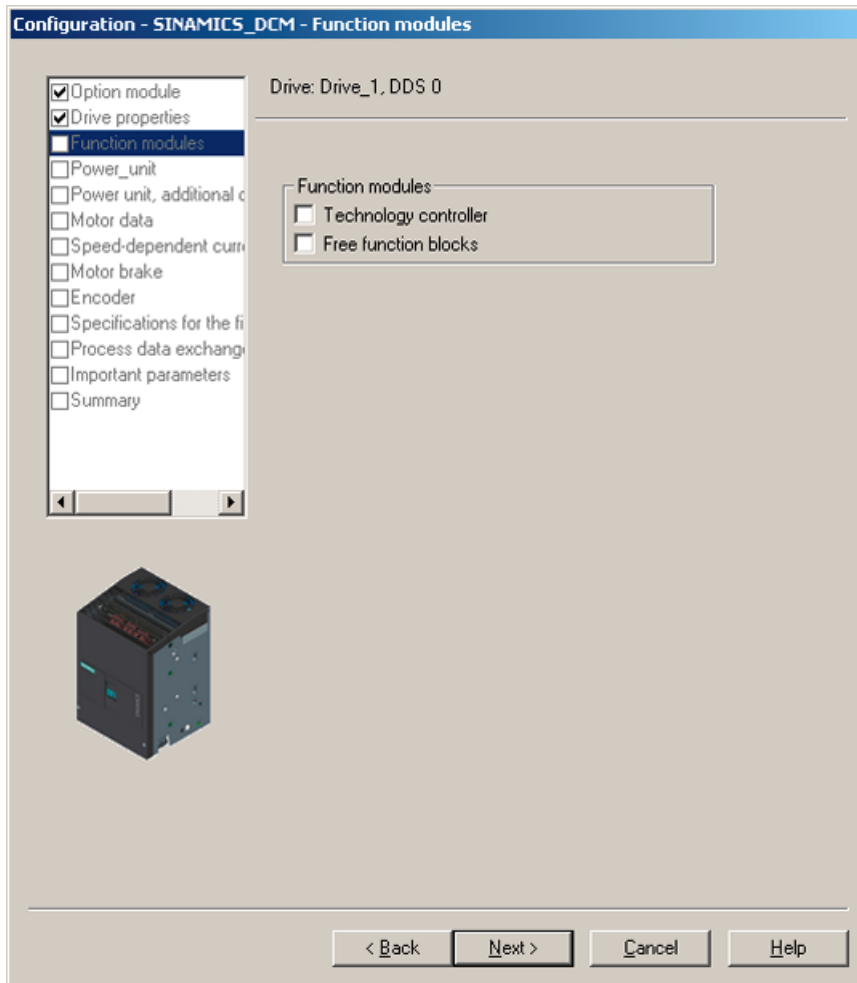 Configuration - SINAMICS_DCM - Function modules
Option module
Drive properties
Function modules
Power_unit
Power unit, additional
Motor data
Speed-dependent curr
Motor brake
Encoder
Specifications for the fi
Process data exchang
Important parameters
Summary
Drive: Drive_1, DDS 0
Function modules
Technology controller
Free function blocks
< Back
Next >
Cancel
Help